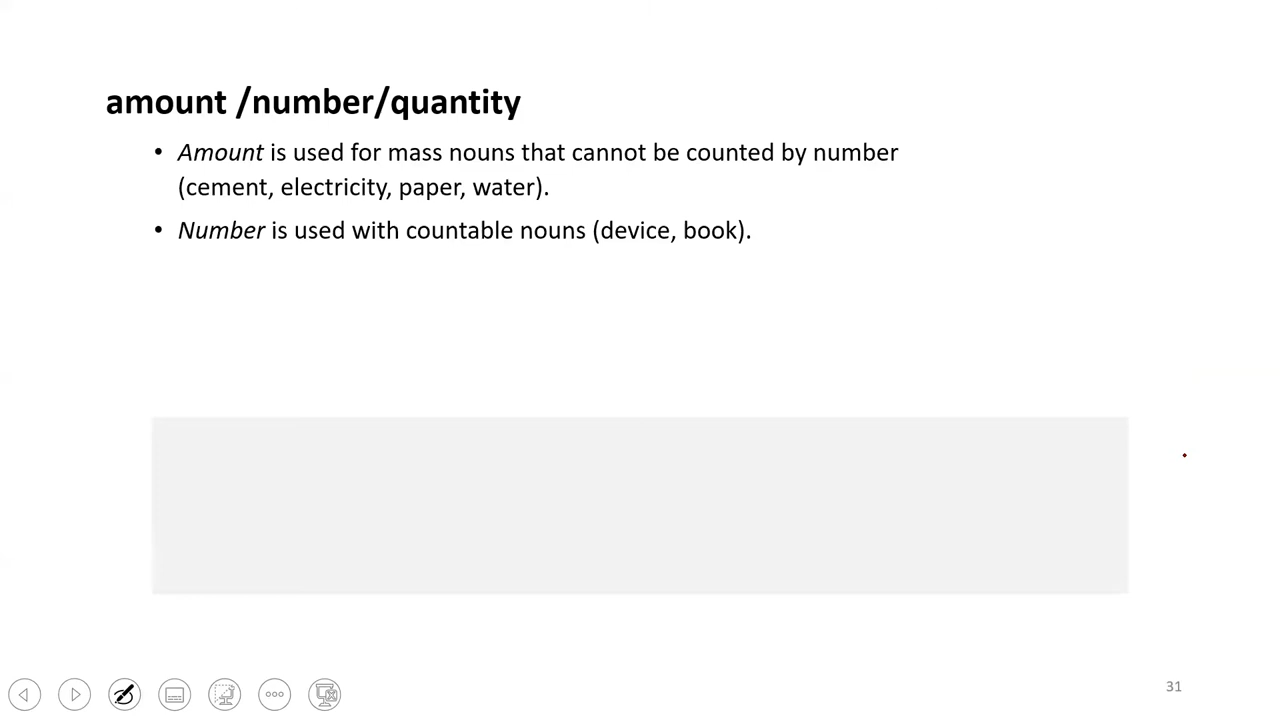 amount /number/quantity
• Amount is used for mass nouns that cannot be counted by number
(cement, electricity, paper, water).
• Number is used with countable nouns (device, book).
31